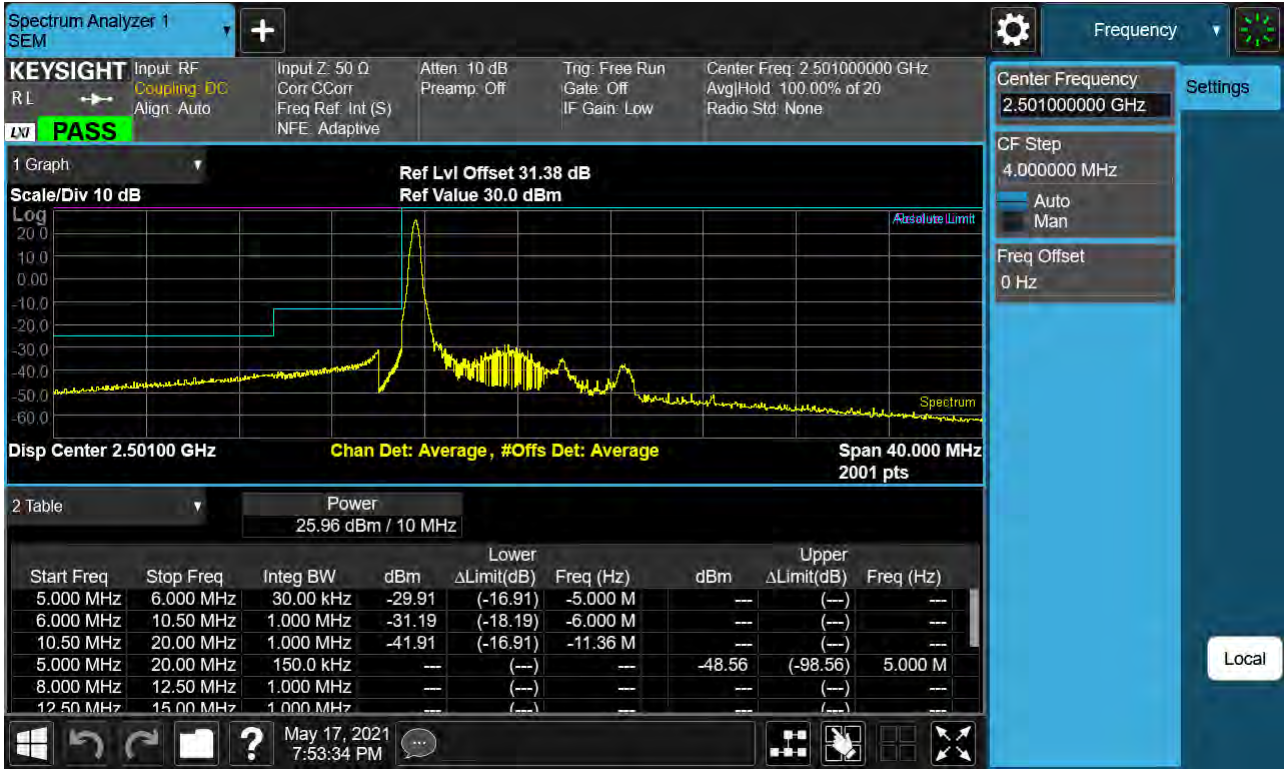 Spectrum Analyzer 1
SEM
+
Frequency
KEYSIGHT
RL
LXI
PASS
Input: RF
Coupling: DC
Align: Auto
Input Z: 50 Ω
Corr CCorr
Freq Ref: Int (S)
NFE: Adaptive
Atten: 10 dB
Preamp: Off
Trig: Free Run
Gate: Off
IF Gain: Low
Center Freq: 2.501000000 GHz
Avg|Hold: 100.00% of 20
Radio Std: None
Center Frequency
2.501000000 GHz
Settings
CF Step
4.000000 MHz
Auto
Man
Freq Offset
0 Hz
1 Graph
Scale/Div 10 dB
Ref Lvl Offset 31.38 dB
Ref Value 30.0 dBm
Log
20.0
10.0
0.00
-10.0
-20.0
-30.0
-40.0
-50.0
-60.0
Absolute Limit
Spectrum
Disp Center 2.50100 GHz Chan Det: Average, #Offs Det: Average Span 40.000 MHz
2001 pts
2 Table
Power
25.96 dBm / 10 MHz
Lower Upper
Start Freq Stop Freq Integ BW dBm ΔLimit(dB) Freq (Hz) dBm ΔLimit(dB) Freq (Hz)
5.000 MHz 6.000 MHz 30.00 kHz -29.91 (-16.91) -5.000 M --- (---) ---
6.000 MHz 10.50 MHz 1.000 MHz -31.19 (-18.19) -6.000 M --- (---) ---
10.50 MHz 20.00 MHz 1.000 MHz -41.91 (-16.91) -11.36 M --- (---) ---
5.000 MHz 20.00 MHz 150.0 kHz --- (---) --- -48.56 (-98.56) 5.000 M
8.000 MHz 12.50 MHz 1.000 MHz --- (---) --- --- (---) ---
12.50 MHz 15.00 MHz 1.000 MHz --- (---) --- --- (---) ---
Local
?
May 17, 2021
7:53:34 PM